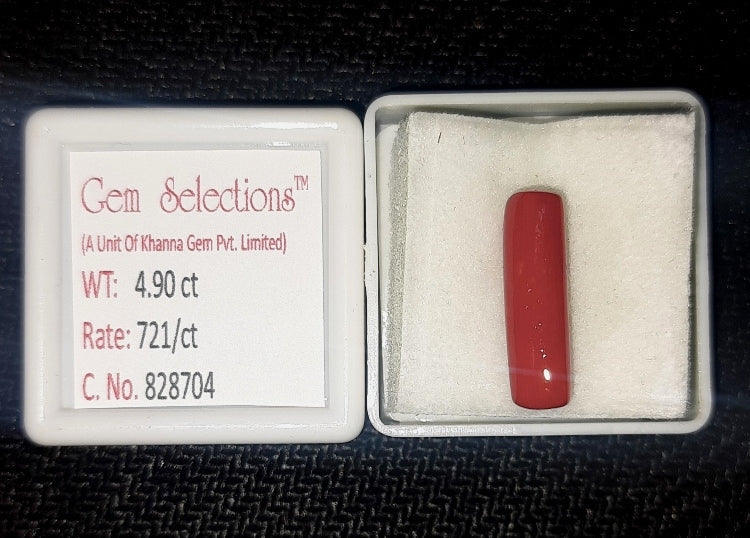 Gem Selections™
(A Unit Of Khanna Gem Pvt. Limited)
WT: 4.90 ct
Rate: 721/ct
C. No. 828704